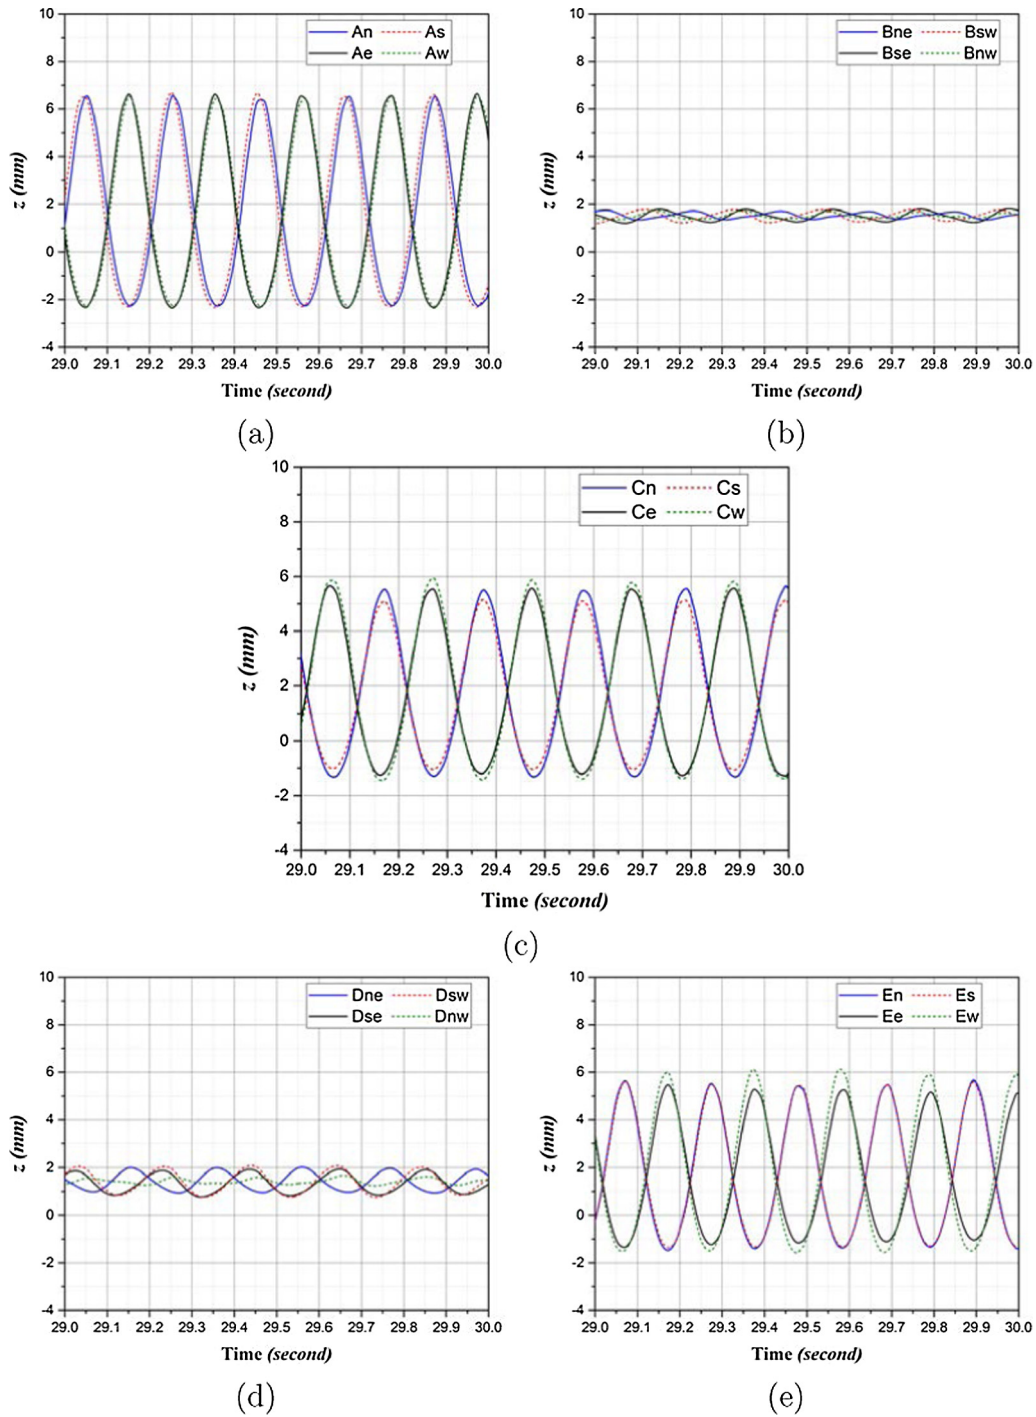 10
8
6
4
2
0
-2
-4
z (mm)
An As
Ae Aw
29.0 29.1 29.2 29.3 29.4 29.5 29.6 29.7 29.8 29.9 30.0
Time (second)
(a)
10
8
6
4
2
0
-2
-4
z (mm)
Bne Bsw
Bse Bnw
29.0 29.1 29.2 29.3 29.4 29.5 29.6 29.7 29.8 29.9 30.0
Time (second)
(b)
10
8
6
4
2
0
-2
-4
z (mm)
Cn Cs
Ce Cw
29.0 29.1 29.2 29.3 29.4 29.5 29.6 29.7 29.8 29.9 30.0
Time (second)
(c)
10
8
6
4
2
0
-2
-4
z (mm)
Dne Dsw
Dse Dnw
29.0 29.1 29.2 29.3 29.4 29.5 29.6 29.7 29.8 29.9 30.0
Time (second)
(d)
10
8
6
4
2
0
-2
-4
z (mm)
En Es
Ee Ew
29.0 29.1 29.2 29.3 29.4 29.5 29.6 29.7 29.8 29.9 30.0
Time (second)
(e)